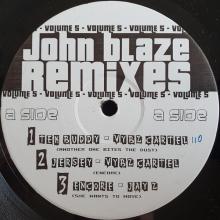 VOLUME 5 - VOLUME 5 - VOLUME 5
John Blaze
Remixes
VOLUME 5 - VOLUME 5 - VOLUME 5 - VOLUME 5
a side a side
1 TEN BUDDY - VYBZ CARTEL 110
(ANOTHER ONE BITES THE DUST)
2 JERSEY - VYBZ CARTEL
(ENCORE)
3 ENCORE - JAY Z
(SHE WANTS TO MOVE)